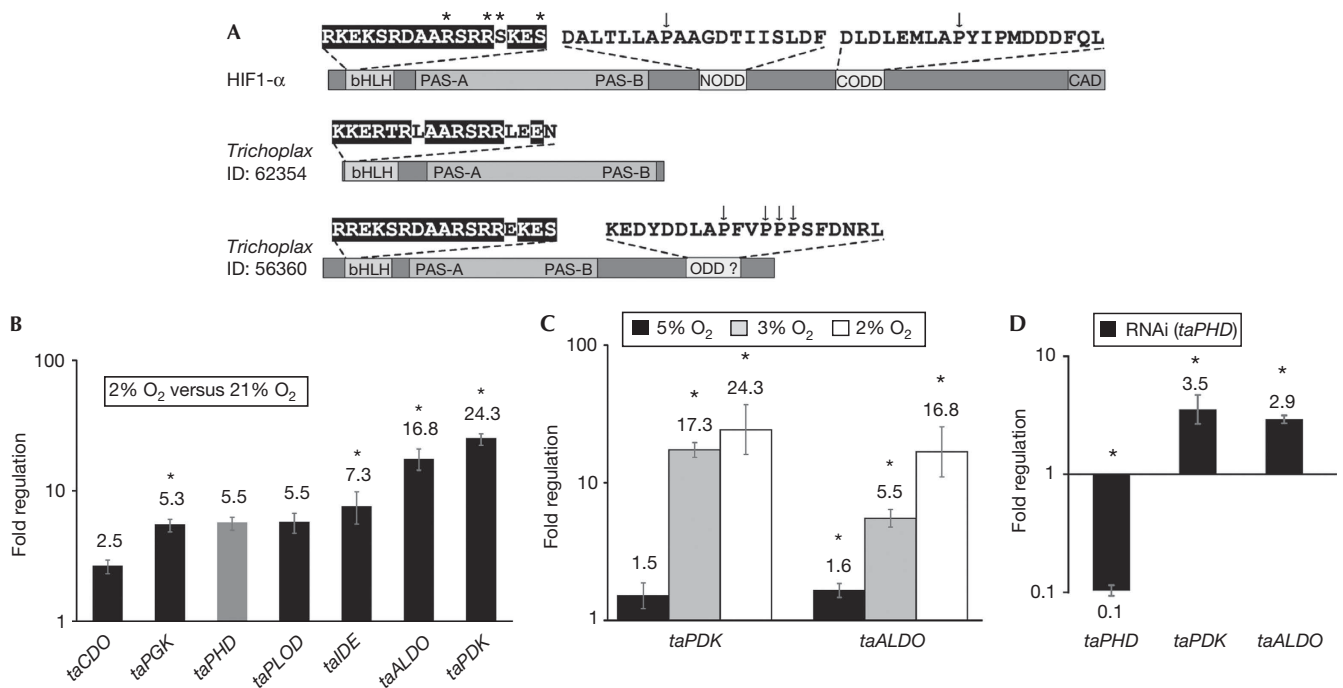 A
* * * *
RKEKSRDAARSRRSKES DALTLLAPAAGDTIISLDF DLDLEMLAPYIPMDDDFQL
HIF1-α bHLH PAS-A PAS-B NODD CODD CAD
KKERTRLAARSRRLEEN
Trichoplax
ID: 62354 bHLH PAS-A PAS-B
RREKSRDAARSRREKES KEDYDDLAPFVPPPSFDNRL
Trichoplax
ID: 56360 bHLH PAS-A PAS-B ODD ?
B
2% O2 versus 21% O2
Fold regulation
100
10
1
2.5
* 5.3
5.5
5.5
* 7.3
* 16.8
* 24.3
taCDO taPGK taPHD taPLOD taIDE taALDO taPDK
C
5% O2 3% O2 2% O2
Fold regulation
100
10
1
1.5
* 17.3
* 24.3
* 1.6
* 5.5
* 16.8
taPDK taALDO
D
RNAi (taPHD)
Fold regulation
10
1
0.1
*
0.1
* 3.5
* 2.9
taPHD taPDK taALDO